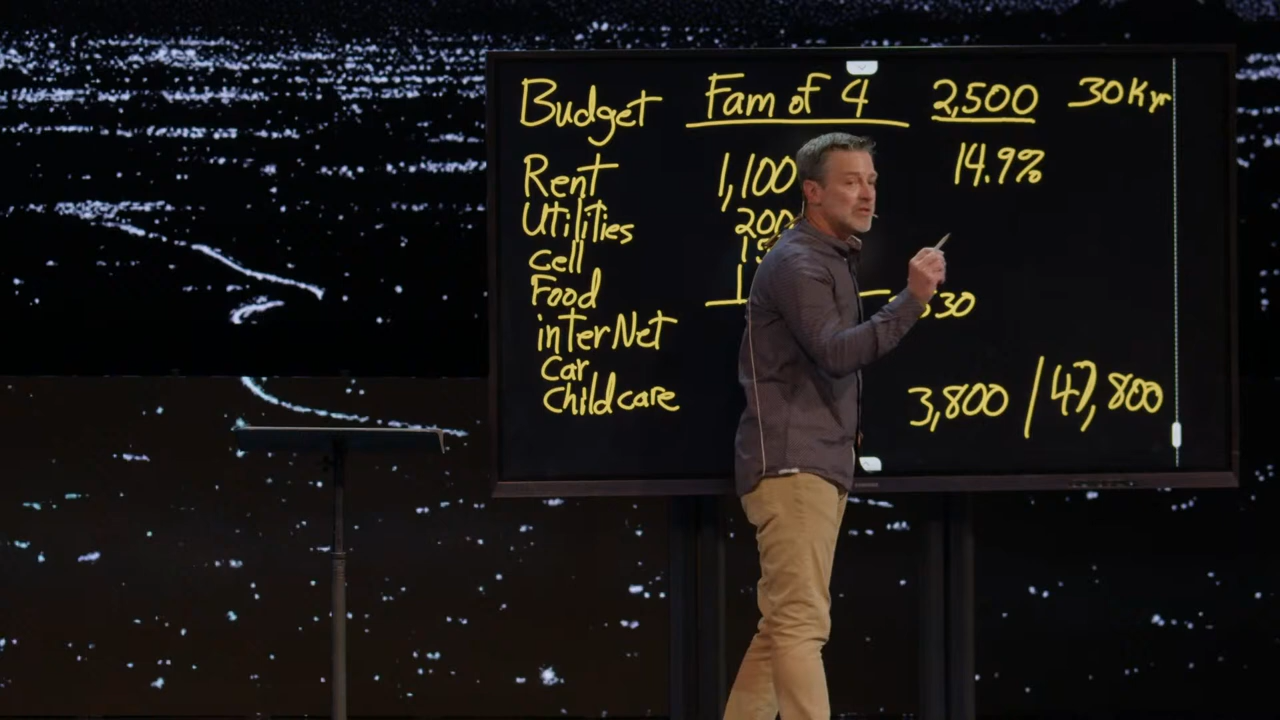 Budget Fam of 4 2,500 30K yr
Rent 1,100 14.9%
Utilities 200
Cell
Food
interNet
Car
Childcare
3,800 / 47,800